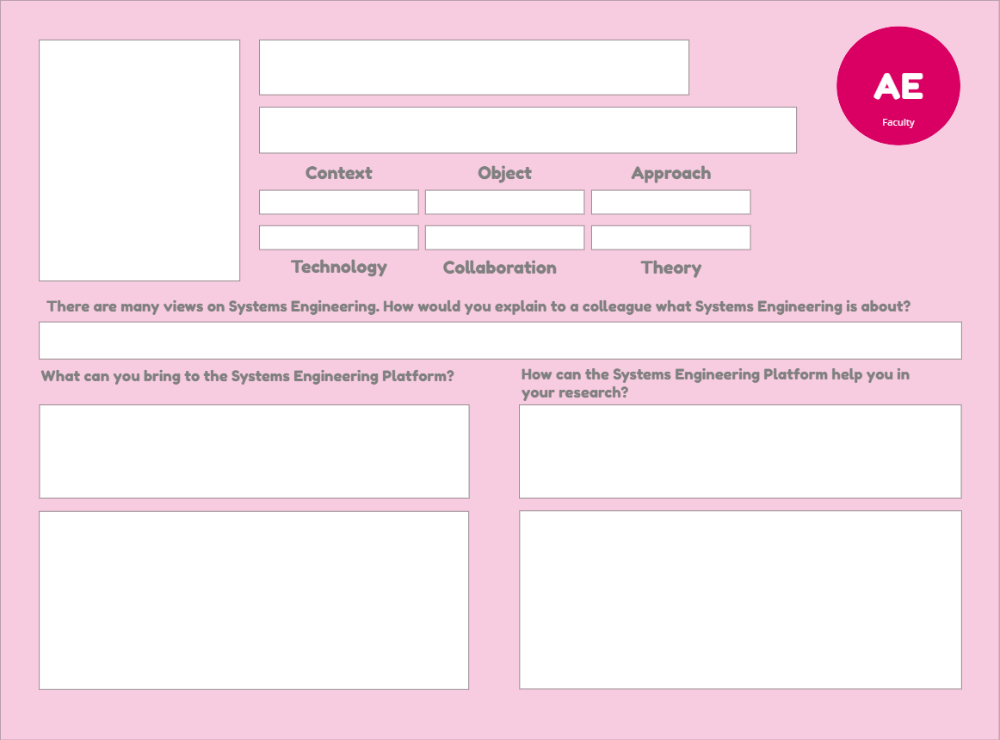 AE
Faculty
Context Object Approach
Technology Collaboration Theory
There are many views on Systems Engineering. How would you explain to a colleague what Systems Engineering is about?
What can you bring to the Systems Engineering Platform?
How can the Systems Engineering Platform help you in
your research?